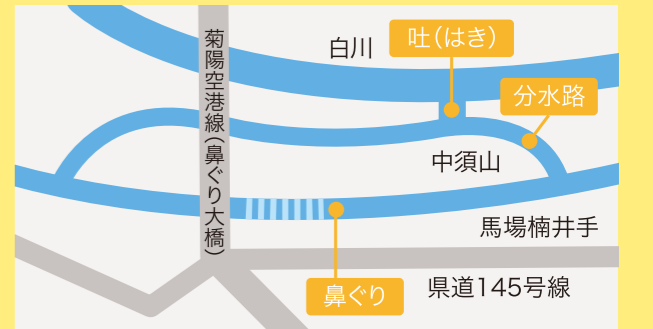 白川
吐(はき)
分水路
菊陽空港線(鼻ぐり大橋)
中須山
馬場楠井手
鼻ぐり
県道145号線